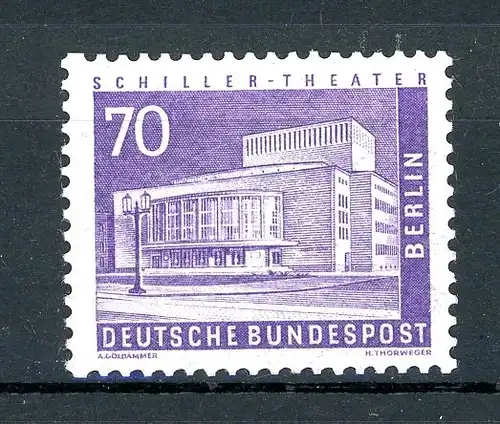 SCHILLER-THEATER
70
BERLIN
DEUTSCHE BUNDESPOST
A.GOLDAMMER
H.THORWEGER